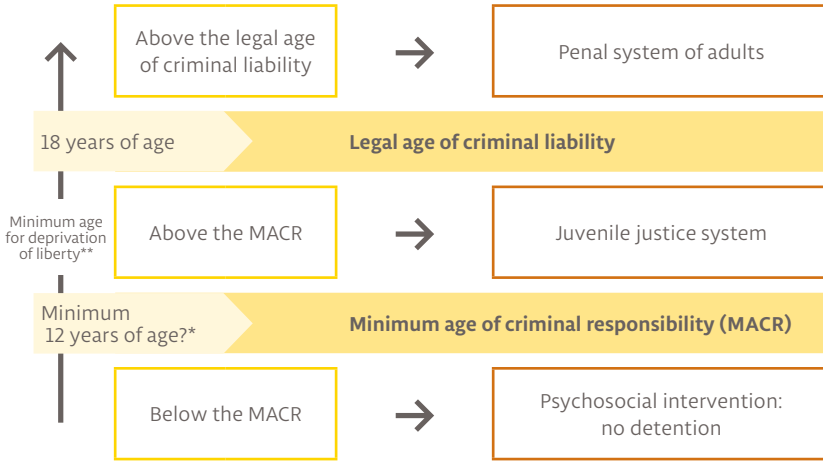 Above the legal age
of criminal liability
Penal system of adults
18 years of age
Legal age of criminal liability
Minimum age
for deprivation
of liberty**
Above the MACR
Juvenile justice system
Minimum
12 years of age?*
Minimum age of criminal responsibility (MACR)
Below the MACR
Psychosocial intervention:
no detention